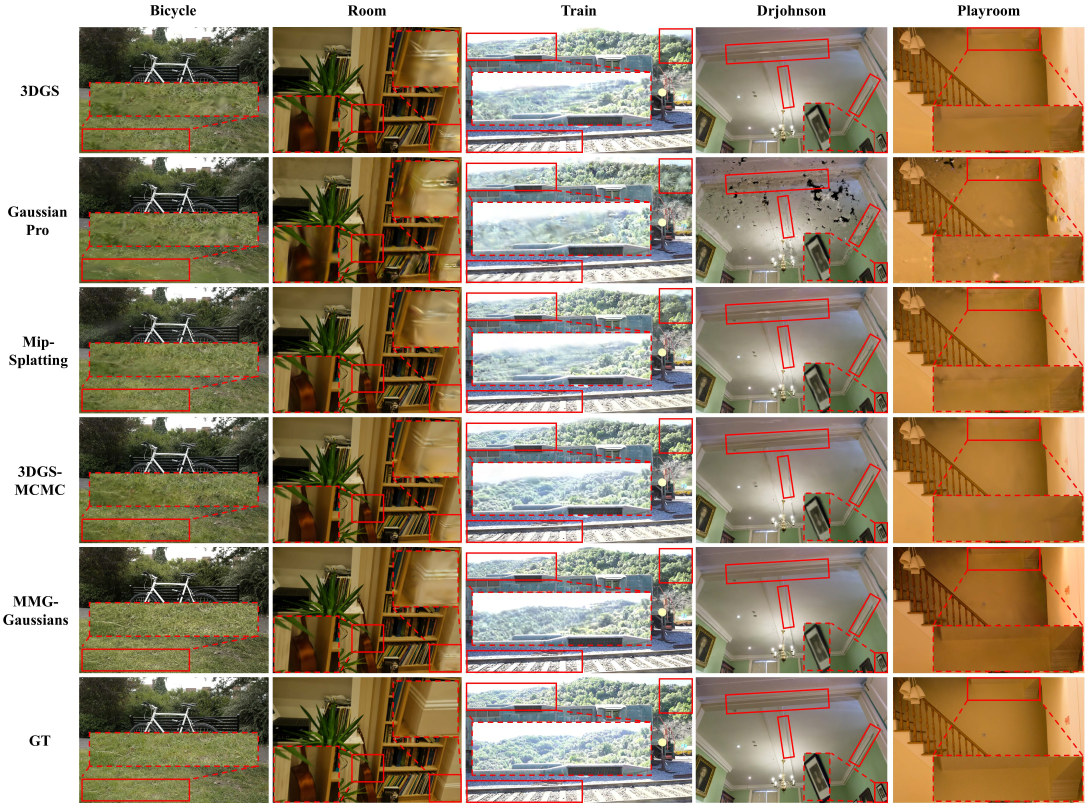 Bicycle Room Train Drjohnson Playroom
3DGS
Gaussian
Pro
Mip-
Splatting
3DGS-
MCMC
MMG-
Gaussians
GT